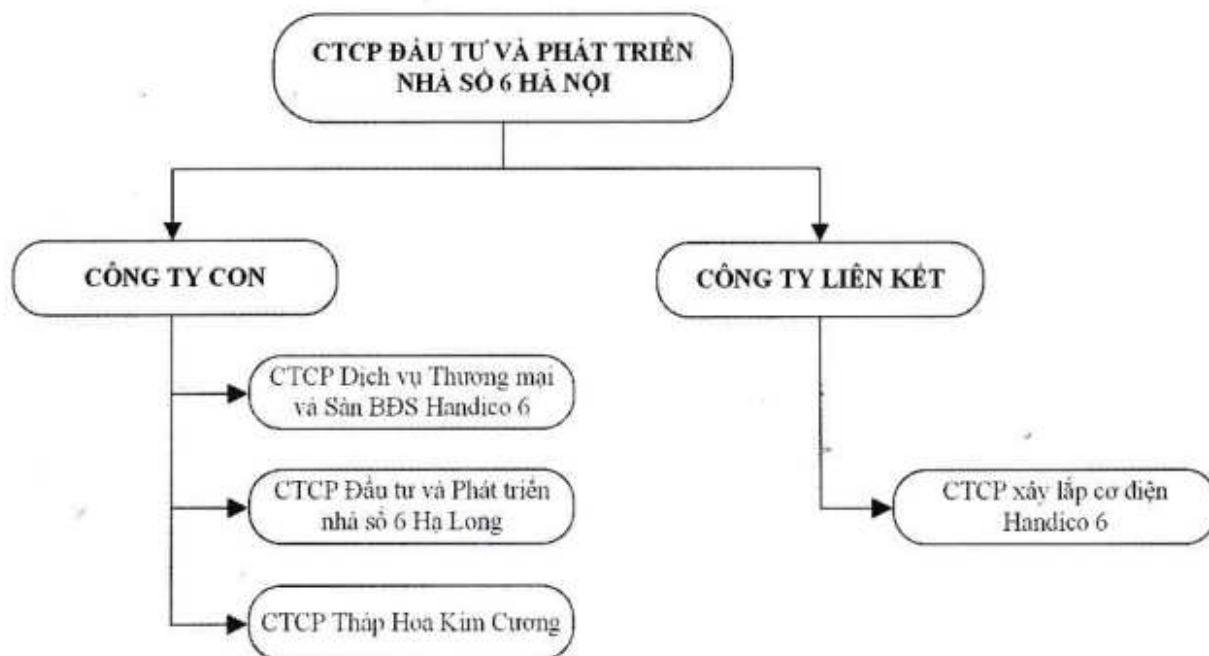 CTCP ĐẦU TƯ VÀ PHÁT TRIỂN
NHÀ SỐ 6 HÀ NỘI
CÔNG TY CON
CÔNG TY LIÊN KẾT
CTCP Dịch vụ Thương mại
và Sàn BĐS Handico 6
CTCP Đầu tư và Phát triển
nhà số 6 Hạ Long
CTCP xây lắp cơ điện
Handico 6
CTCP Tháp Hoa Kim Cương